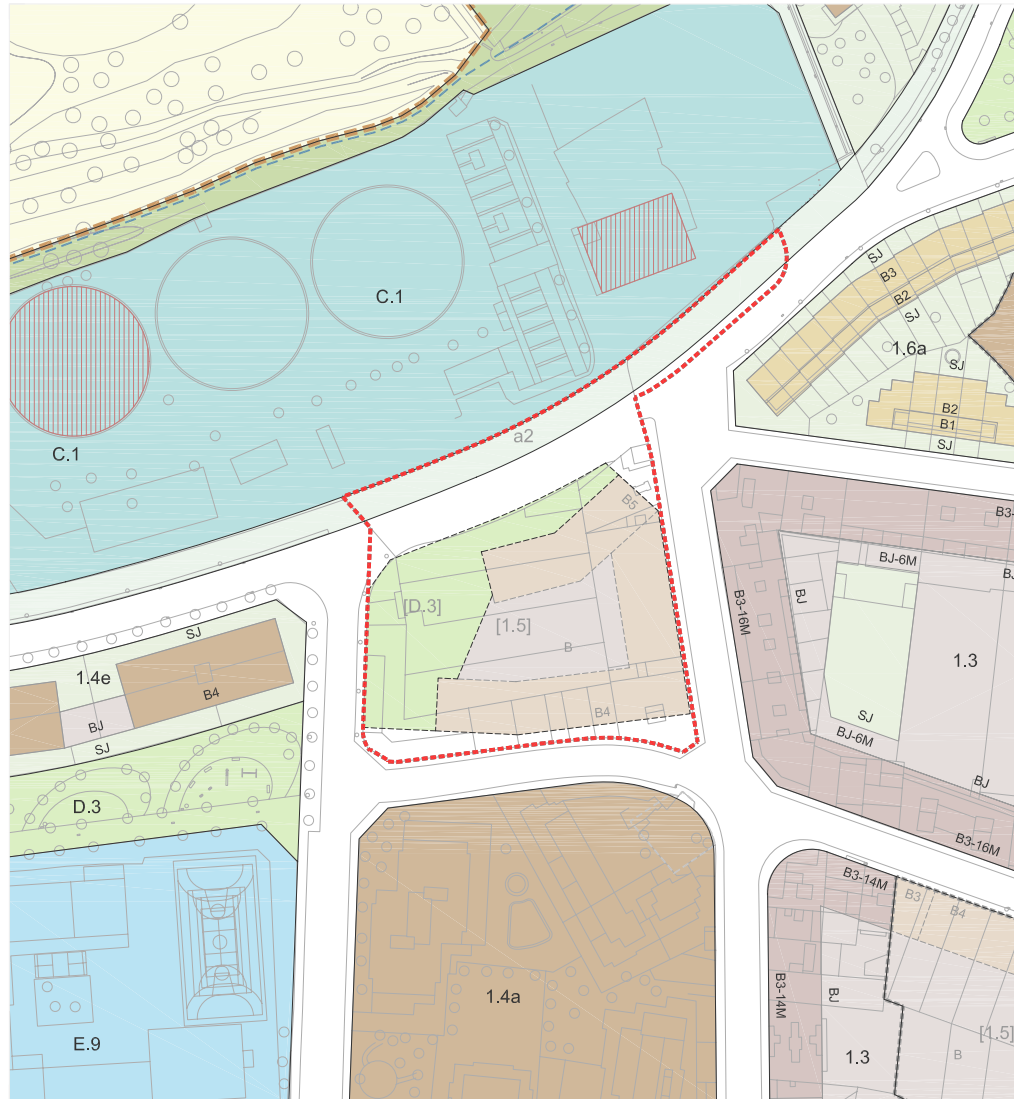 C.1
C.1
a2
SJ
B3
B2
SJ
1.6a
SJ
B2
B1
SJ
B5
B3-
BJ-6M
BJ
BJ
B3-16M
[D.3]
[1.5]
B
1.3
SJ
1.4e
B4
BJ
SJ
B4
SJ
BJ-6M
BJ
D.3
B3-16M
B3-14M
B3
B4
1.4a
B3-14M
BJ
E.9
1.3
B
[1.5]